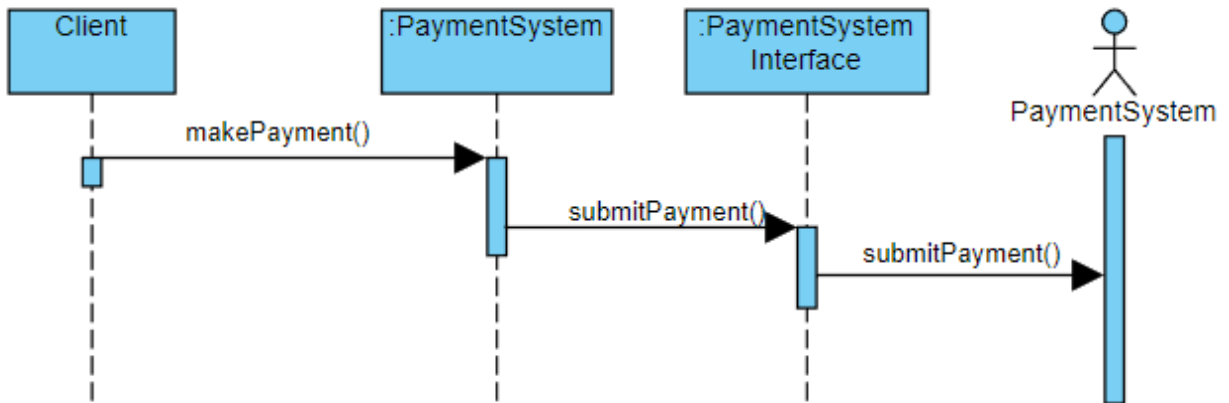 Client
:PaymentSystem
:PaymentSystem
Interface
PaymentSystem
makePayment()
submitPayment()
submitPayment()